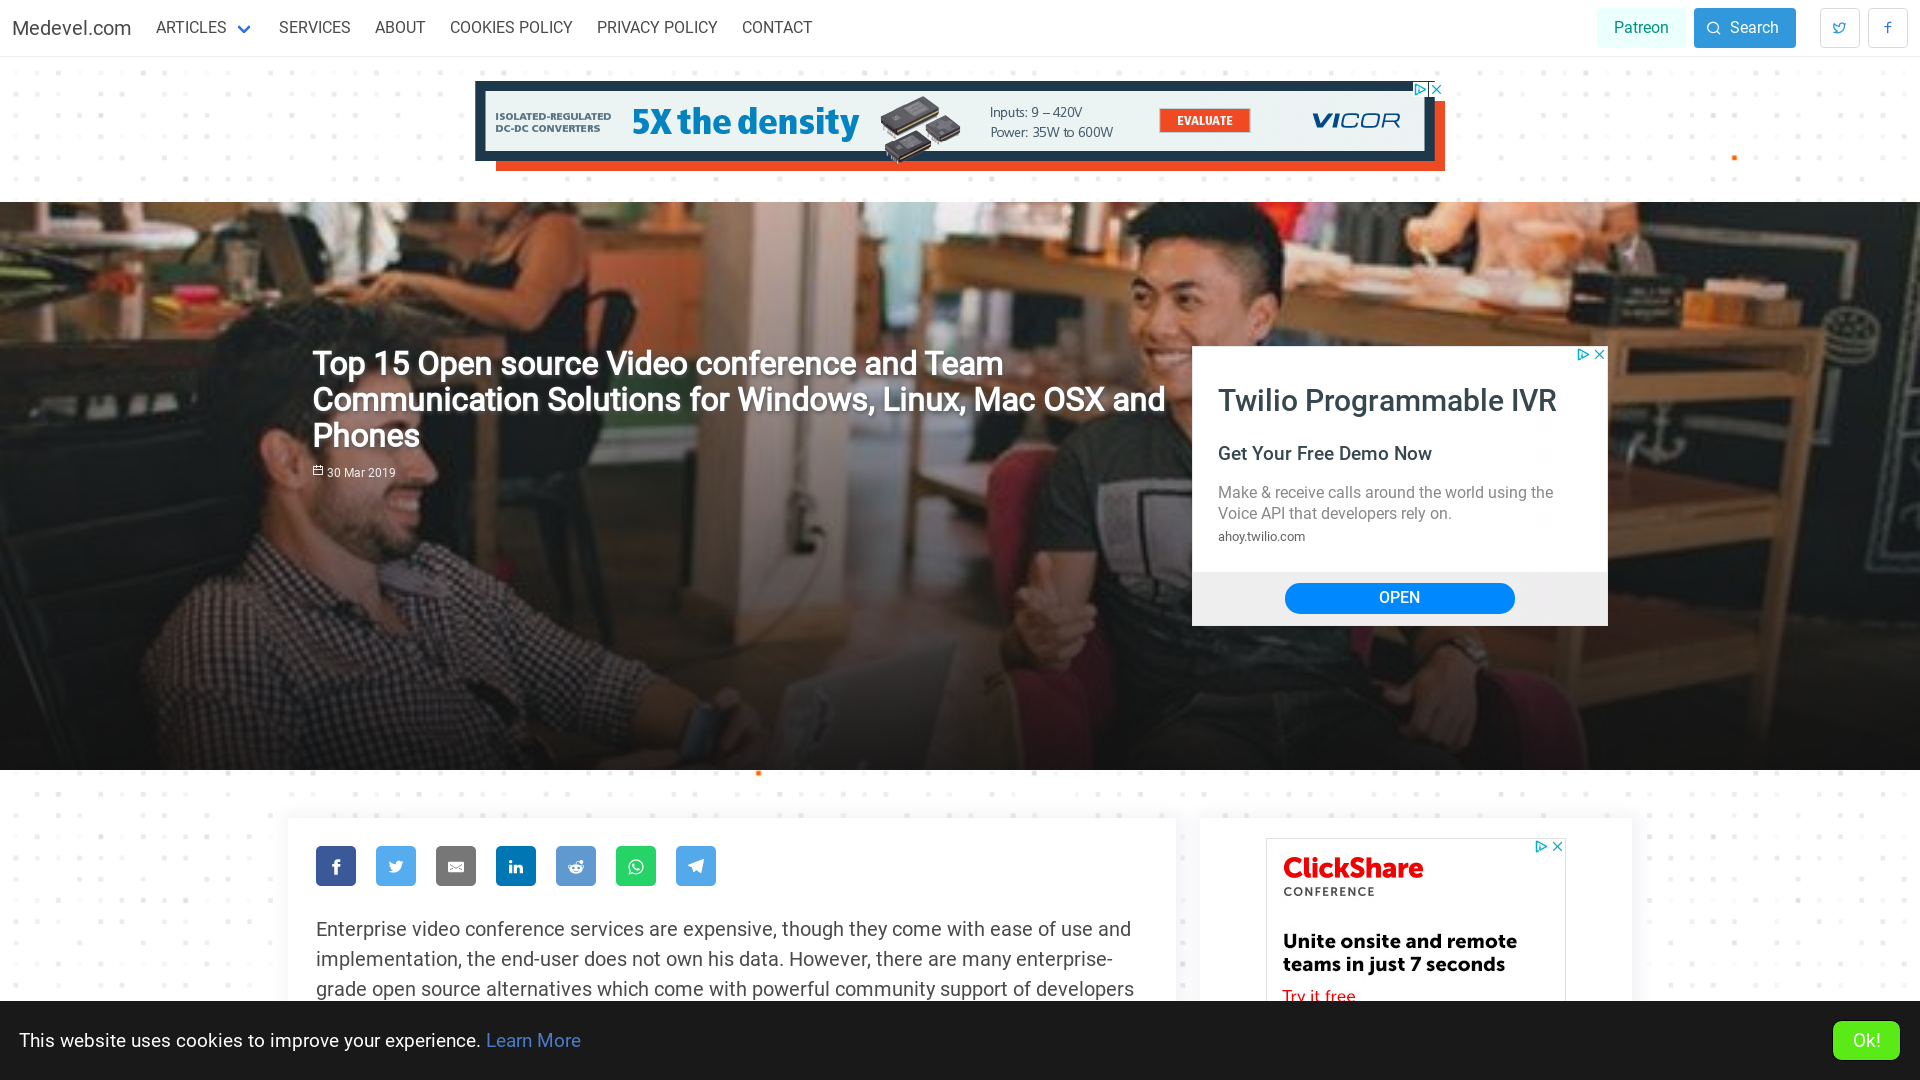 Medevel.com ARTICLES SERVICES ABOUT COOKIES POLICY PRIVACY POLICY CONTACT Patreon Search
ISOLATED-REGULATED
DC-DC CONVERTERS
5X the density
Inputs: 9 – 420V
Power: 35W to 600W
EVALUATE
VICOR
Top 15 Open source Video conference and Team
Communication Solutions for Windows, Linux, Mac OSX and
Phones
30 Mar 2019
Twilio Programmable IVR
Get Your Free Demo Now
Make & receive calls around the world using the
Voice API that developers rely on.
ahoy.twilio.com
OPEN
Enterprise video conference services are expensive, though they come with ease of use and
implementation, the end-user does not own his data. However, there are many enterprise-
grade open source alternatives which come with powerful community support of developers
ClickShare
CONFERENCE
Unite onsite and remote
teams in just 7 seconds
Try it free
This website uses cookies to improve your experience. Learn More
Ok!